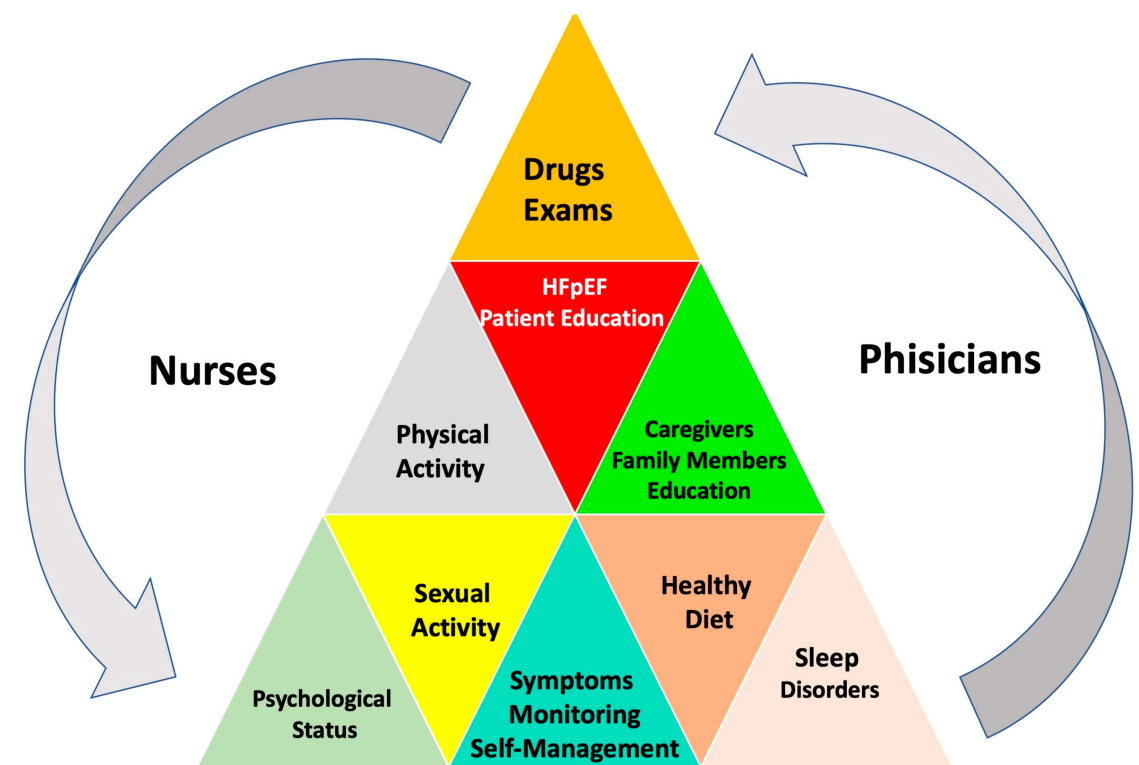 Drugs
Exams
HFpEF
Patient Education
Nurses
Phisicians
Physical
Activity
Caregivers
Family Members
Education
Sexual
Activity
Healthy
Diet
Psychological
Status
Symptoms
Monitoring
Self-Management
Sleep
Disorders